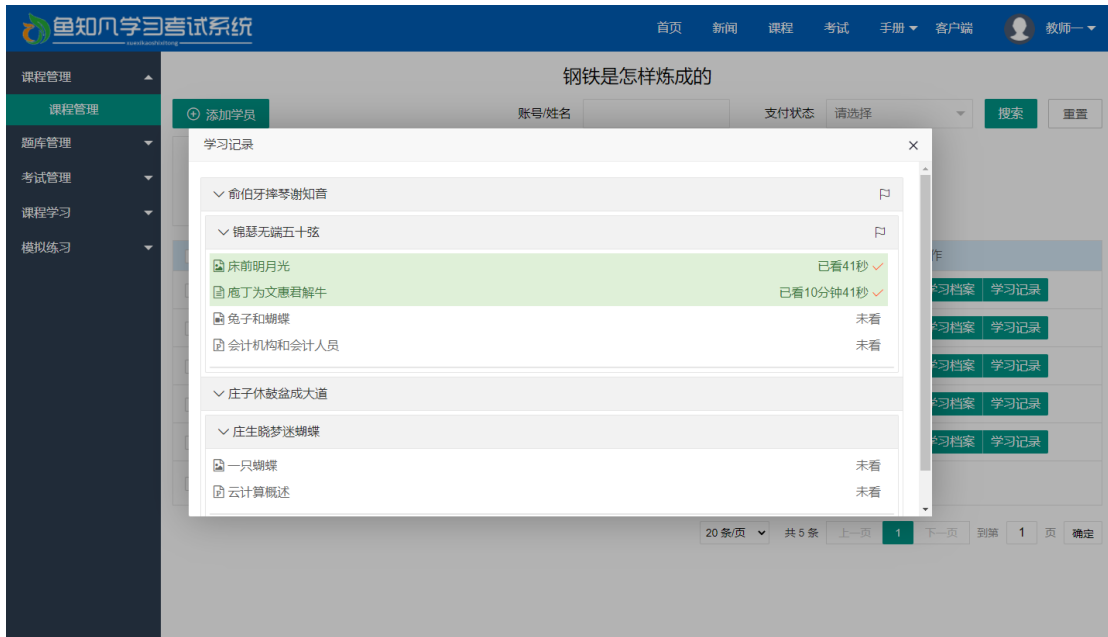 鱼知凡学习考试系统
首页 新闻 课程 考试 手册 客户端 教师一
课程管理
钢铁是怎样炼成的
课程管理
添加学员 账号/姓名 支付状态 请选择 搜索 重置
题库管理
学习记录
考试管理
俞伯牙摔琴谢知音
课程学习
锦瑟无端五十弦
模拟练习
作
床前明月光 已看41秒
学习档案 学习记录
庖丁为文惠君解牛 已看10分钟41秒
兔子和蝴蝶 未看
学习档案 学习记录
会计机构和会计人员 未看
学习档案 学习记录
庄子休鼓盆成大道
学习档案 学习记录
庄生晓梦迷蝴蝶
学习档案 学习记录
一只蝴蝶 未看
云计算概述 未看
20 条/页 共 5 条 上一页 1 下一页 到第 1 页 确定